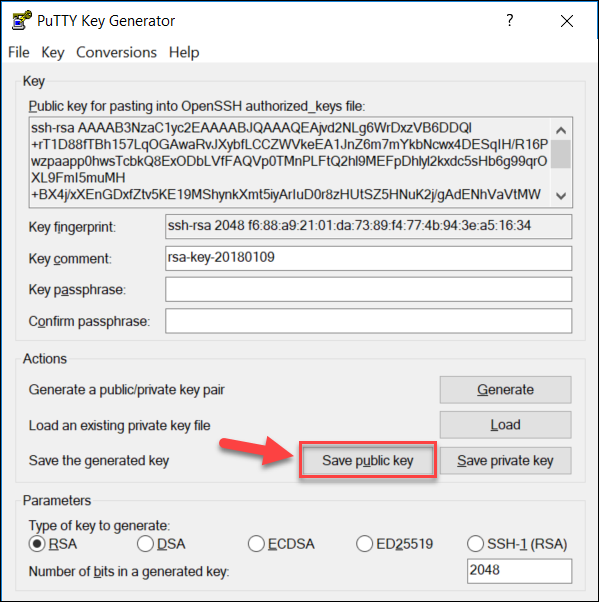 PuTTY Key Generator
File Key Conversions Help
Key
Public key for pasting into OpenSSH authorized_keys file:
ssh-rsa AAAAB3NzaC1yc2EAAAABJQAAAQEAjvd2NLg6WrDxzVB6DDQI
+rT1D88fTBh157LqOGAwaRvJXybfLCCZWVkeEA1JnZ6m7mYkbNcwx4DESqIH/R16P
wzpaapp0hwsTcbkQ8ExODbLVfFAQVp0TMnPLFtQ2hl9MEFpDhlyl2kxdc5sHb6g99qrO
XL9FmI5muMH
+BX4j/xXEnGDxfZtv5KE19MShynkXmt5iyArIuD0r8zHUtSZ5HNuK2j/gAdENhVaVtMW
Key fingerprint:
ssh-rsa 2048 f6:88:a9:21:01:da:73:89:f4:77:4b:94:3e:a5:16:34
Key comment:
rsa-key-20180109
Key passphrase:
Confirm passphrase:
Actions
Generate a public/private key pair
Generate
Load an existing private key file
Load
Save the generated key
Save public key
Save private key
Parameters
Type of key to generate:
RSA DSA ECDSA ED25519 SSH-1 (RSA)
Number of bits in a generated key:
2048